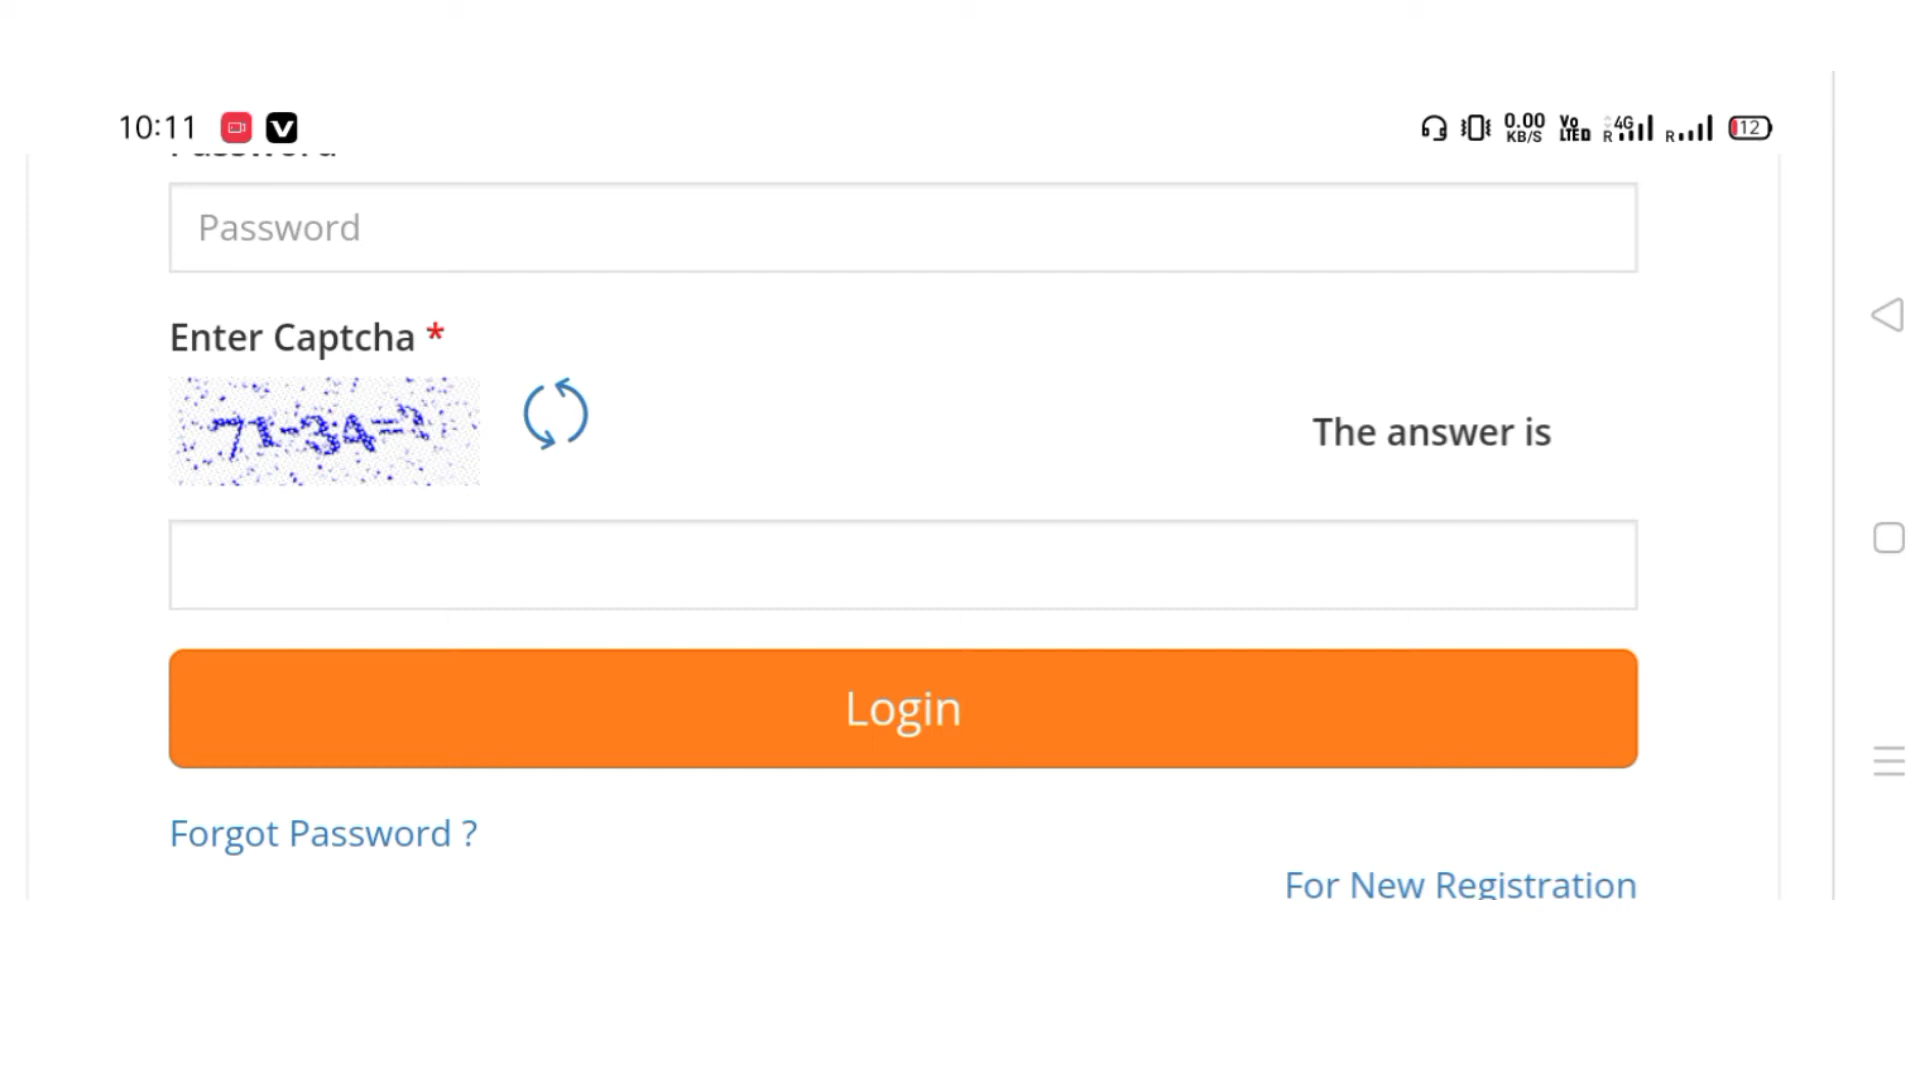 10:11 V 0.00 KB/S Vo LTE 4G R R 12
Password
Enter Captcha *
71-34=?
The answer is
Login
Forgot Password ?
For New Registration